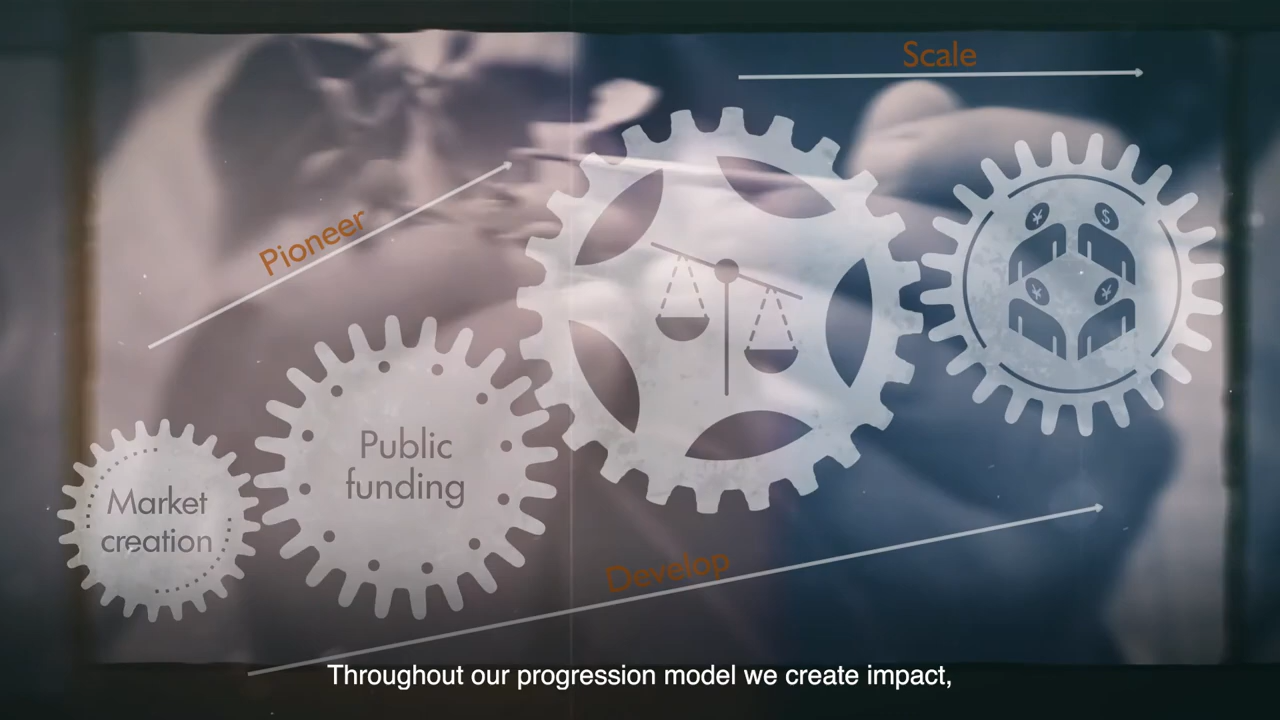 Scale
Pioneer
¥ $
¥ ¥
Public
funding
Market
creation
Develop
Throughout our progression model we create impact,